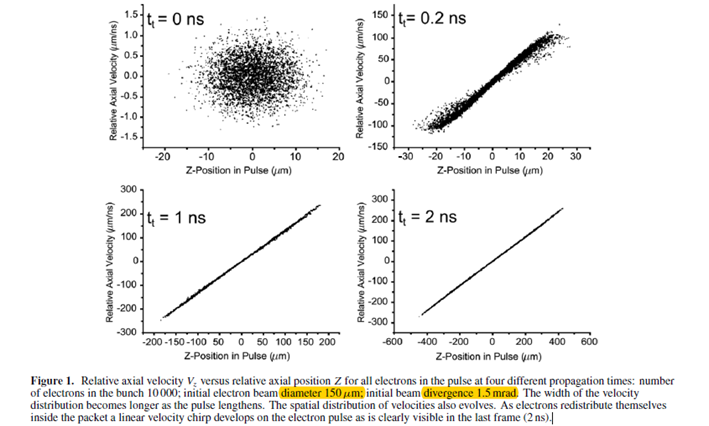 t_t = 0 ns
1.5
1.0
0.5
0.0
-0.5
-1.0
-1.5
Relative Axial Velocity (μm/ns)
-20 -10 0 10 20
Z-Position in Pulse (μm)
t_t = 0.2 ns
150
100
50
0
-50
-100
-150
Relative Axial Velocity (μm/ns)
-30 -20 -10 0 10 20 30
Z-Position in Pulse (μm)
t_t = 1 ns
300
200
100
0
-100
-200
-300
Relative Axial Velocity (μm/ns)
-200 -150 -100 -50 0 50 100 150 200
Z-Position in Pulse (μm)
t_t = 2 ns
300
200
100
0
-100
-200
-300
Relative Axial Velocity (μm/ns)
-600 -400 -200 0 200 400 600
Z-Position in Pulse (μm)
Figure 1. Relative axial velocity V_z versus relative axial position Z for all electrons in the pulse at four different propagation times: number
of electrons in the bunch 10 000; initial electron beam diameter 150 μm; initial beam divergence 1.5 mrad. The width of the velocity
distribution becomes longer as the pulse lengthens. The spatial distribution of velocities also evolves. As electrons redistribute themselves
inside the packet a linear velocity chirp develops on the electron pulse as is clearly visible in the last frame (2 ns).